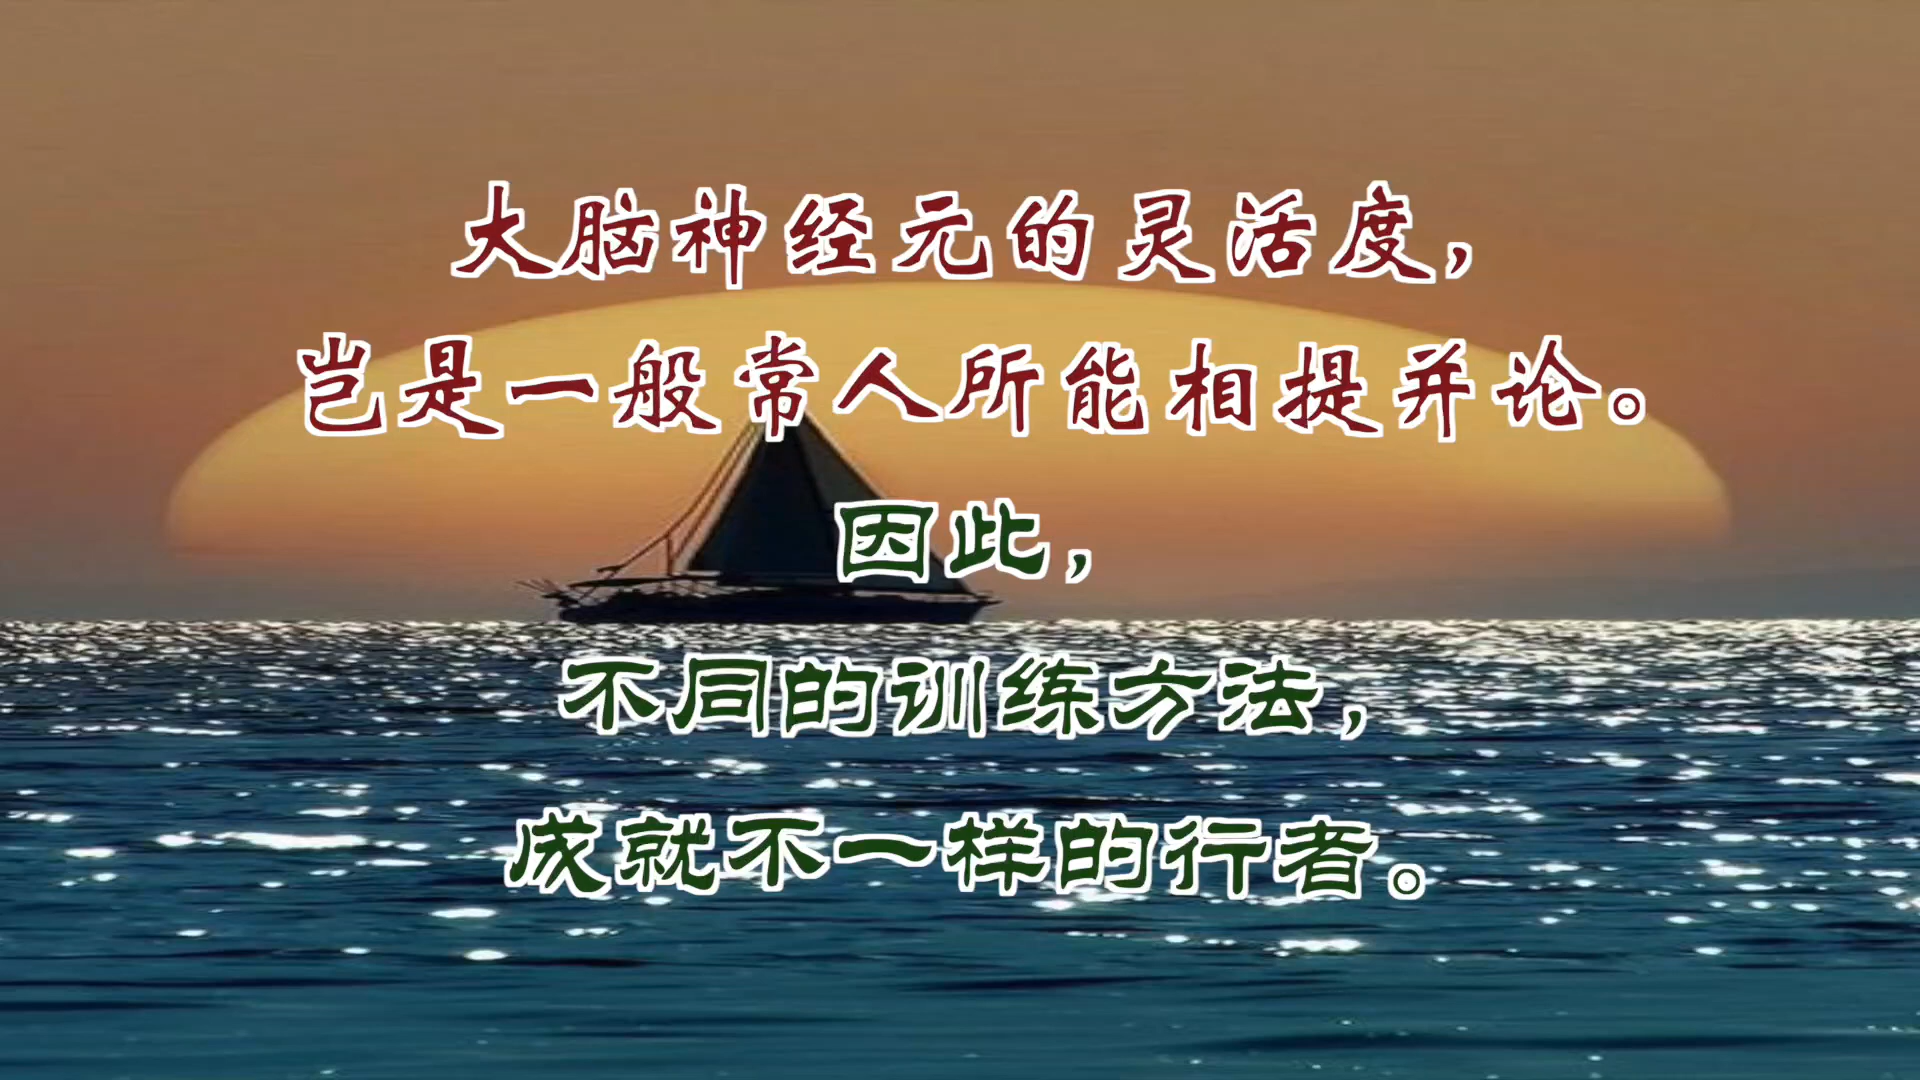 大脑神经元的灵活度，
岂是一般常人所能相提并论。
因此，
不同的训练方法，
成就不一样的行者。